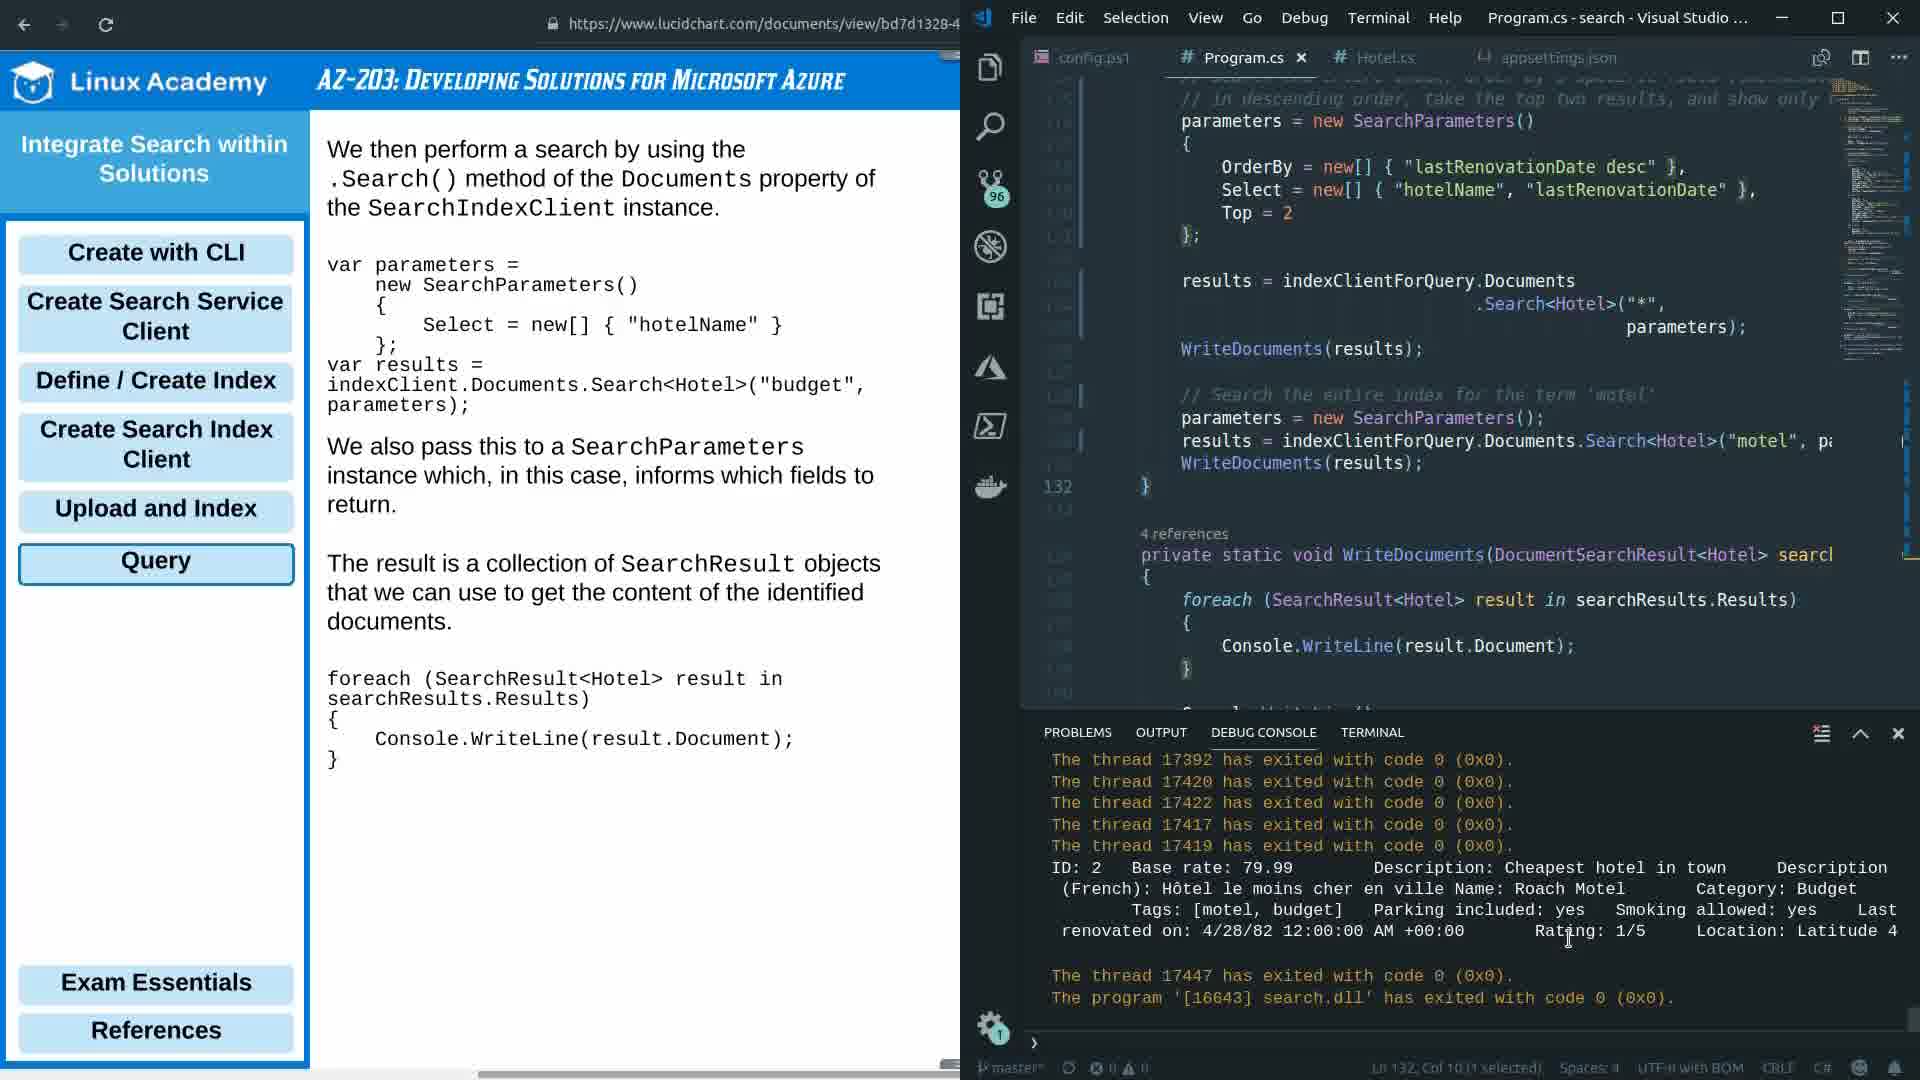 https://www.lucidchart.com/documents/view/bd7d1328-4
Linux Academy
AZ-203: Developing Solutions for Microsoft Azure
Integrate Search within
Solutions
Create with CLI
Create Search Service
Client
Define / Create Index
Create Search Index
Client
Upload and Index
Query
Exam Essentials
References
We then perform a search by using the
.Search() method of the Documents property of
the SearchIndexClient instance.
var parameters =
new SearchParameters()
{
Select = new[] { "hotelName" }
};
var results =
indexClient.Documents.Search<Hotel>("budget",
parameters);
We also pass this to a SearchParameters
instance which, in this case, informs which fields to
return.
The result is a collection of SearchResult objects
that we can use to get the content of the identified
documents.
foreach (SearchResult<Hotel> result in
searchResults.Results)
{
Console.WriteLine(result.Document);
}
File Edit Selection View Go Debug Terminal Help Program.cs - search - Visual Studio ...
config.ps1 # Program.cs # Hotel.cs appsettings.json
96
// in descending order, take the top two results, and show only
parameters = new SearchParameters()
{
OrderBy = new[] { "lastRenovationDate desc" },
Select = new[] { "hotelName", "lastRenovationDate" },
Top = 2
};
results = indexClientForQuery.Documents
.Search<Hotel>("*",
parameters);
WriteDocuments(results);
// Search the entire index for the term 'motel'
parameters = new SearchParameters();
results = indexClientForQuery.Documents.Search<Hotel>("motel", pa
WriteDocuments(results);
132 }
4 references
private static void WriteDocuments(DocumentSearchResult<Hotel> search
{
foreach (SearchResult<Hotel> result in searchResults.Results)
{
Console.WriteLine(result.Document);
}
PROBLEMS OUTPUT DEBUG CONSOLE TERMINAL
The thread 17392 has exited with code 0 (0x0).
The thread 17420 has exited with code 0 (0x0).
The thread 17422 has exited with code 0 (0x0).
The thread 17417 has exited with code 0 (0x0).
The thread 17419 has exited with code 0 (0x0).
ID: 2 Base rate: 79.99 Description: Cheapest hotel in town Description
(French): Hôtel le moins cher en ville Name: Roach Motel Category: Budget
Tags: [motel, budget] Parking included: yes Smoking allowed: yes Last
renovated on: 4/28/82 12:00:00 AM +00:00 Rating: 1/5 Location: Latitude 4
The thread 17447 has exited with code 0 (0x0).
The program '[16643] search.dll' has exited with code 0 (0x0).
1
master* 0 0 Ln 132, Col 10 (1 selected) Spaces: 4 UTF-8 with BOM CRLF C#